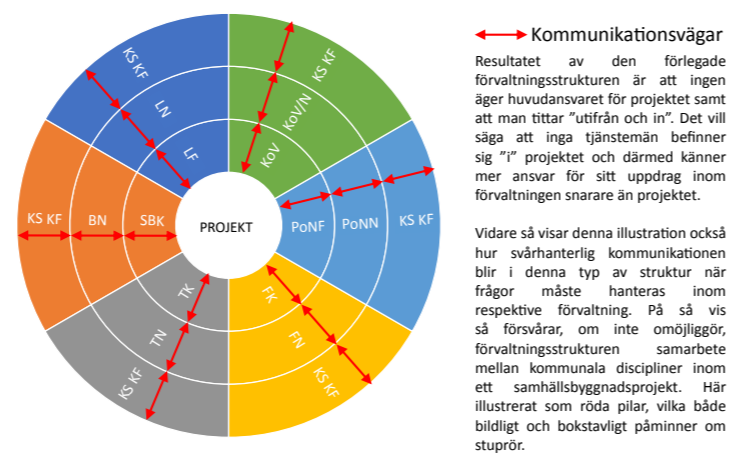 KS KF
LN
LF
KS KF
KoV/N
KoV
KS KF
BN
SBK
PROJEKT
PoNF
PoNN
KS KF
TK
TN
KS KF
FK
FN
KS KF
Kommunikationsvägar
Resultatet av den förlegade
förvaltningsstrukturen är att ingen
äger huvudansvaret för projektet samt
att man tittar "utifrån och in". Det vill
säga att inga tjänstemän befinner
sig "i" projektet och därmed känner
mer ansvar för sitt uppdrag inom
förvaltningen snarare än projektet.
Vidare så visar denna illustration också
hur svårhanterlig kommunikationen
blir i denna typ av struktur när
frågor måste hanteras inom
respektive förvaltning. På så vis
så försvårar, om inte omöjliggör,
förvaltningsstrukturen samarbete
mellan kommunala discipliner inom
ett samhällsbyggnadsprojekt. Här
illustrerat som röda pilar, vilka både
bildligt och bokstavligt påminner om
stuprör.